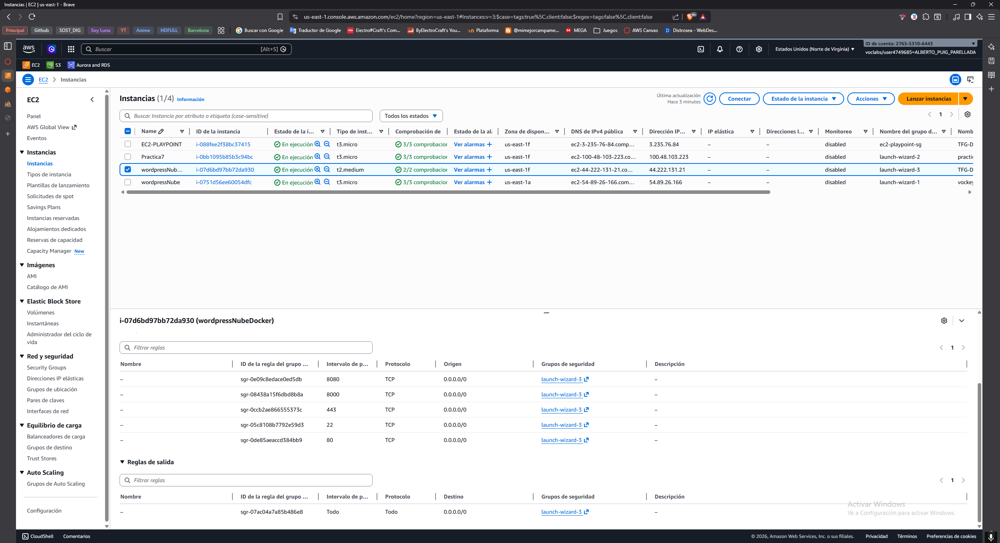 Instancias | EC2 | us-east-1 - Brave
us-east-1.console.aws.amazon.com/ec2/home?region=us-east-1#Instances:v=3;$case=tags:true%5C,client:false;$regex=tags:false%5C,client:false
Principal Github SOST_DIG Soy Luna YT Anime HDFULL Barcelona Buscar con Google Traductor de Google Electro#Craft's Com... ByElectroCraft's You... Plataforma @mimejorcampame... MEGA Juegos AWS Canvas Distrosea - WebDes...
aws Buscar [Alt+S] Estados Unidos (Norte de Virginia) ID de cuenta: 2763-5310-6443
voclabs/user4749685=ALBERTO_PUIG_PARELLADA
EC2 S3 Aurora and RDS
EC2 Instancias
EC2
Panel
AWS Global View
Eventos
Instancias
Instancias
Tipos de instancia
Plantillas de lanzamiento
Solicitudes de spot
Savings Plans
Instancias reservadas
Alojamientos dedicados
Reservas de capacidad
Capacity Manager New
Imágenes
AMI
Catálogo de AMI
Elastic Block Store
Volúmenes
Instantáneas
Administrador del ciclo de
vida
Red y seguridad
Security Groups
Direcciones IP elásticas
Grupos de ubicación
Pares de claves
Interfaces de red
Equilibrio de carga
Balanceadores de carga
Grupos de destino
Trust Stores
Auto Scaling
Grupos de Auto Scaling
Configuración
Instancias (1/4) Información
Última actualización
Hace 3 minutes
Conectar Estado de la instancia Acciones Lanzar instancias
Buscar Instancia por atributo o etiqueta (case-sensitive) Todos los estados 1
Name ID de la instancia Estado de la i... Tipo de inst... Comprobación de Estado de la al Zona de dispon... DNS de IPv4 pública Dirección IP... IP elástica Direcciones I... Monitoreo Nombre del grupo d... Nomb
EC2-PLAYPOINT i-088fee2f38bc37415 En ejecución t3.micro 3/3 comprobacior Ver alarmas + us-east-1f ec2-3-235-76-84.comp... 3.235.76.84 – – disabled ec2-playpoint-sg TFG-D
Practica7 i-0bb1095b85b3c94bc En ejecución t3.micro 3/3 comprobacior Ver alarmas + us-east-1f ec2-100-48-103-223.co... 100.48.103.223 – – disabled launch-wizard-2 practi
wordpressNub... i-07d6bd97bb72da930 En ejecución t2.medium 2/2 comprobacior Ver alarmas + us-east-1f ec2-44-222-131-21.co... 44.222.131.21 – – disabled launch-wizard-3 TFG-D
wordpressNube i-0751d56ee60054dfc En ejecución t3.micro 3/3 comprobacior Ver alarmas + us-east-1a ec2-54-89-26-166.com... 54.89.26.166 – – disabled launch-wizard-1 vockey
i-07d6bd97bb72da930 (wordpressNubeDocker)
Filtrar reglas 1
Nombre ID de la regla del grupo ... Intervalo de p... Protocolo Origen Grupos de seguridad Descripción
– sgr-0e09c8edace0ed5db 8080 TCP 0.0.0.0/0 launch-wizard-3 –
– sgr-08438a15f6dbd8b8a 8000 TCP 0.0.0.0/0 launch-wizard-3 –
– sgr-0ccb2ae866555373c 443 TCP 0.0.0.0/0 launch-wizard-3 –
– sgr-05c8108b7792e59d3 22 TCP 0.0.0.0/0 launch-wizard-3 –
– sgr-0de85aeaccd384bb9 80 TCP 0.0.0.0/0 launch-wizard-3 –
Reglas de salida
Filtrar reglas 1
Nombre ID de la regla del grupo ... Intervalo de p... Protocolo Destino Grupos de seguridad Descripción
– sgr-07ac04a7a85b486e8 Todo Todo 0.0.0.0/0 launch-wizard-3 –
Activar Windows
Ve a Configuración para activar Windows.
CloudShell Comentarios © 2026, Amazon Web Services, Inc. o sus filiales. Privacidad Términos Preferencias de cookies